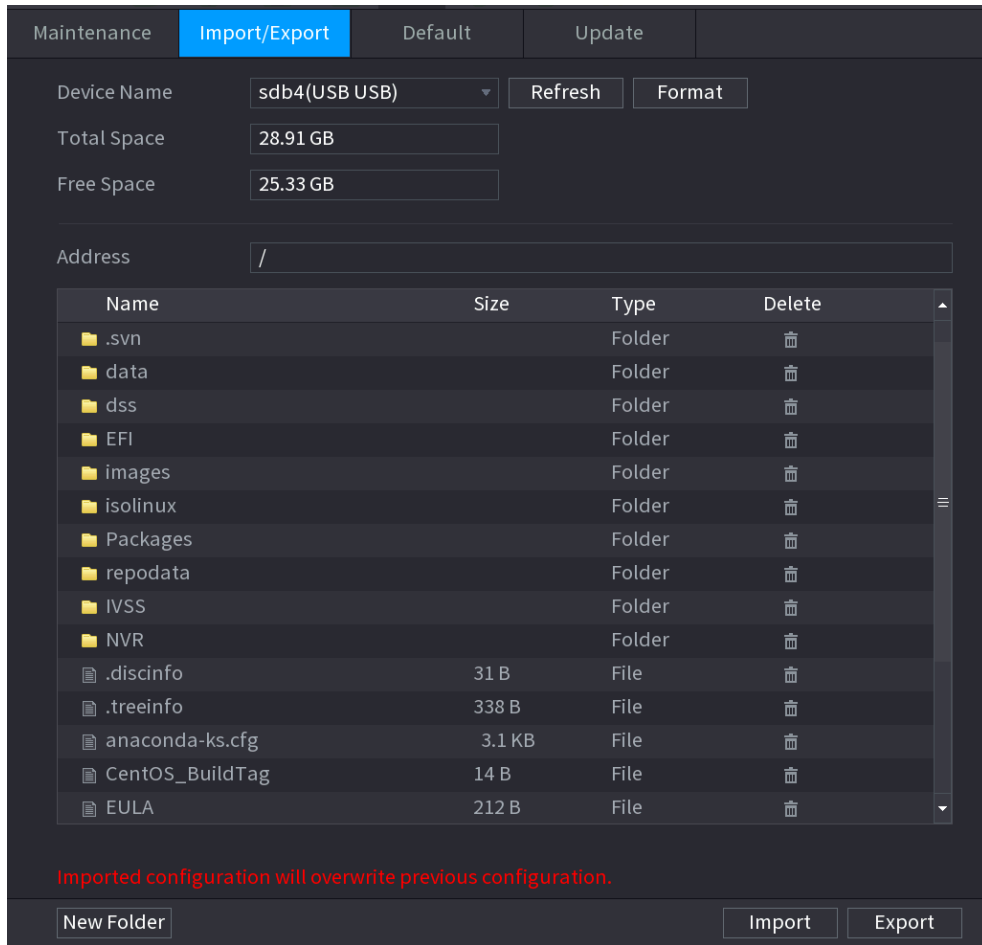 Maintenance Import/Export Default Update
Device Name sdb4(USB USB) Refresh Format
Total Space 28.91 GB
Free Space 25.33 GB
Address /
Name Size Type Delete
.svn Folder
data Folder
dss Folder
EFI Folder
images Folder
isolinux Folder
Packages Folder
repodata Folder
IVSS Folder
NVR Folder
.discinfo 31 B File
.treeinfo 338 B File
anaconda-ks.cfg 3.1 KB File
CentOS_BuildTag 14 B File
EULA 212 B File
Imported configuration will overwrite previous configuration.
New Folder Import Export